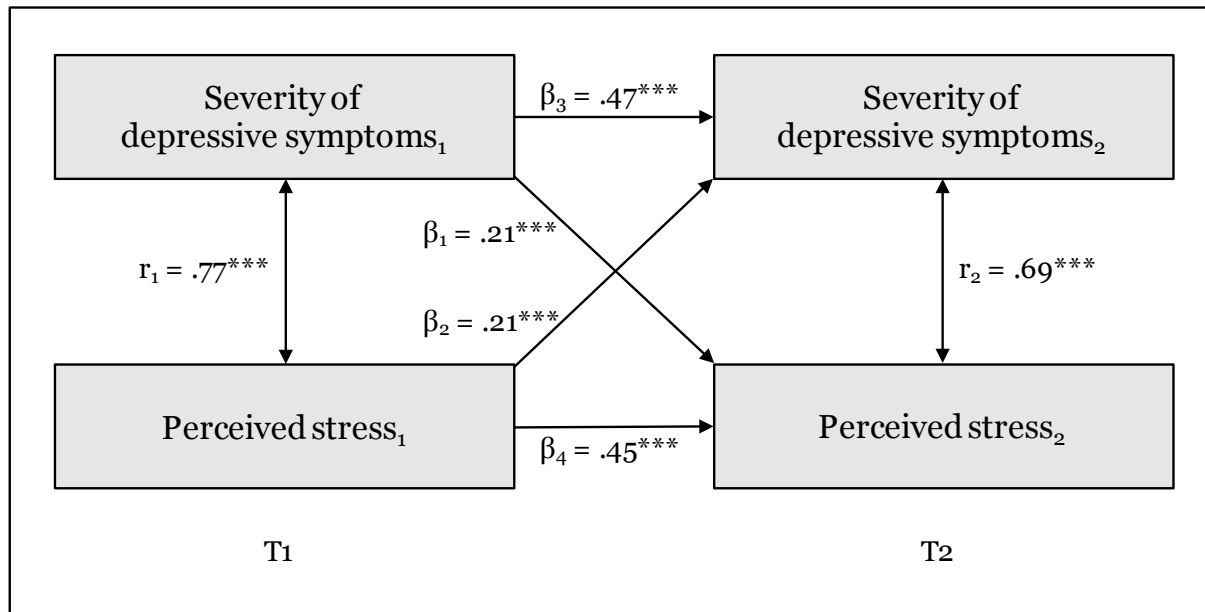 Severity of
depressive symptoms₁
β₃ = .47***
Severity of
depressive symptoms₂
β₁ = .21***
r₁ = .77***
r₂ = .69***
β₂ = .21***
Perceived stress₁
β₄ = .45***
Perceived stress₂
T1
T2